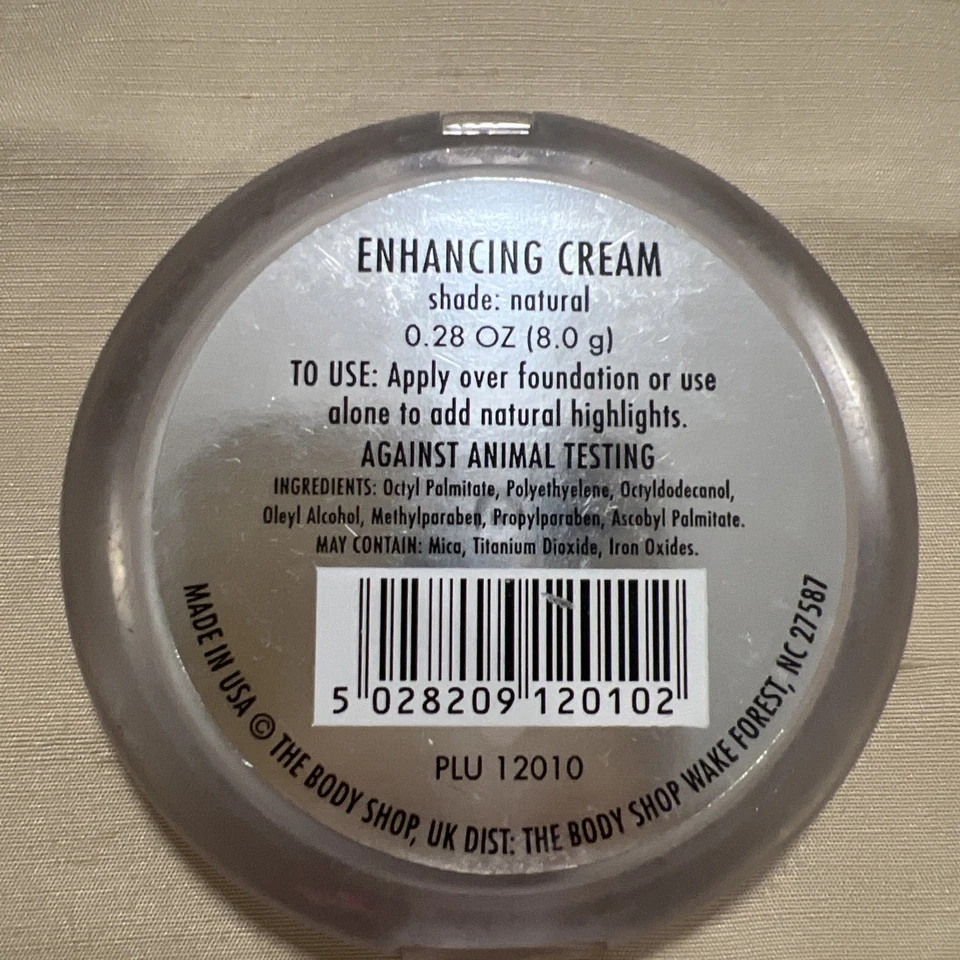 ENHANCING CREAM
shade: natural
0.28 OZ (8.0 g)
TO USE: Apply over foundation or use
alone to add natural highlights.
AGAINST ANIMAL TESTING
INGREDIENTS: Octyl Palmitate, Polyethyelene, Octyldodecanol,
Oleyl Alcohol, Methylparaben, Propylparaben, Ascobyl Palmitate.
MAY CONTAIN: Mica, Titanium Dioxide, Iron Oxides.
5 028209 120102
PLU 12010
MADE IN USA © THE BODY SHOP, UK DIST: THE BODY SHOP WAKE FOREST, NC 27587